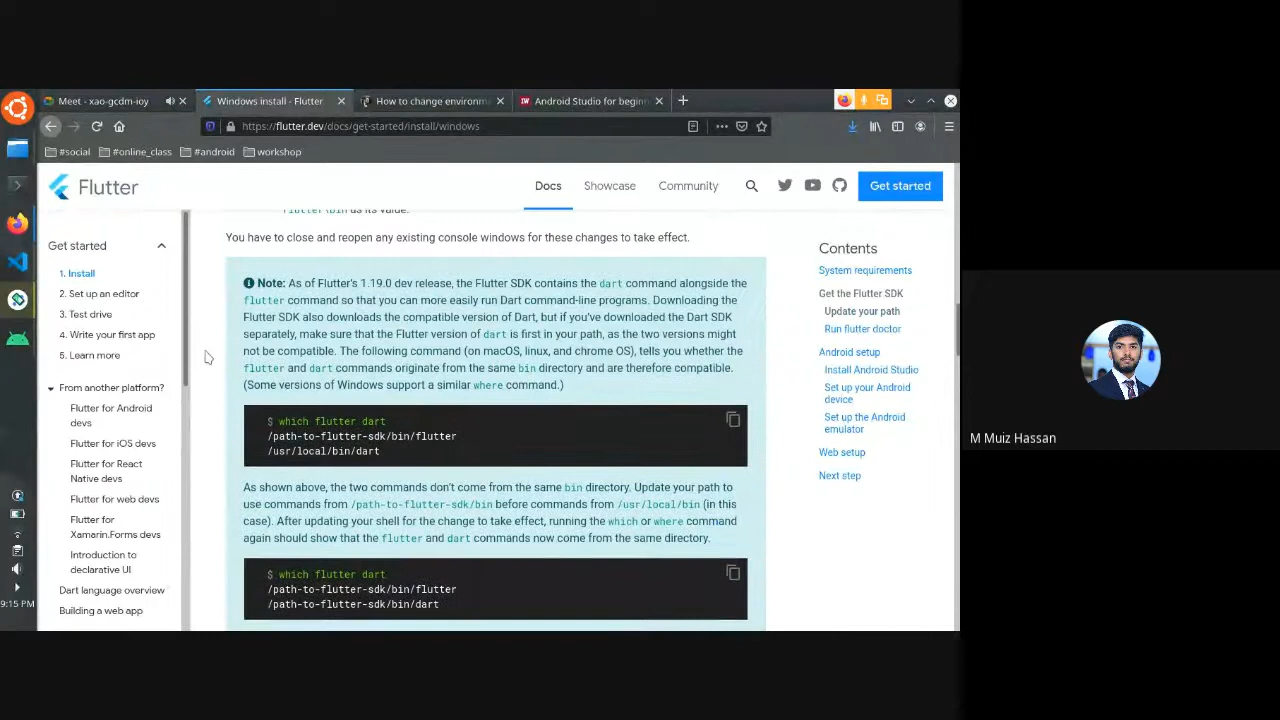 Meet - xao-gcdm-ioy
Windows install - Flutter
How to change environm
Android Studio for beginn
https://flutter.dev/docs/get-started/install/windows
#social
#online_class
#android
workshop
Flutter
Docs
Showcase
Community
Get started
Get started
1. Install
2. Set up an editor
3. Test drive
4. Write your first app
5. Learn more
From another platform?
Flutter for Android
devs
Flutter for iOS devs
Flutter for React
Native devs
Flutter for web devs
Flutter for
Xamarin.Forms devs
Introduction to
declarative UI
Dart language overview
Building a web app
flutter\bin as its value.
You have to close and reopen any existing console windows for these changes to take effect.
Note: As of Flutter's 1.19.0 dev release, the Flutter SDK contains the dart command alongside the
flutter command so that you can more easily run Dart command-line programs. Downloading the
Flutter SDK also downloads the compatible version of Dart, but if you've downloaded the Dart SDK
separately, make sure that the Flutter version of dart is first in your path, as the two versions might
not be compatible. The following command (on macOS, linux, and chrome OS), tells you whether the
flutter and dart commands originate from the same bin directory and are therefore compatible.
(Some versions of Windows support a similar where command.)
$ which flutter dart
/path-to-flutter-sdk/bin/flutter
/usr/local/bin/dart
As shown above, the two commands don't come from the same bin directory. Update your path to
use commands from /path-to-flutter-sdk/bin before commands from /usr/local/bin (in this
case). After updating your shell for the change to take effect, running the which or where command
again should show that the flutter and dart commands now come from the same directory.
$ which flutter dart
/path-to-flutter-sdk/bin/flutter
/path-to-flutter-sdk/bin/dart
Contents
System requirements
Get the Flutter SDK
Update your path
Run flutter doctor
Android setup
Install Android Studio
Set up your Android
device
Set up the Android
emulator
Web setup
Next step
9:15 PM
M Muiz Hassan